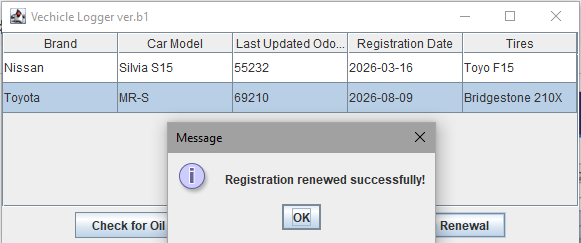 Vechicle Logger ver.b1
Brand Car Model Last Updated Odo... Registration Date Tires
Nissan Silvia S15 55232 2026-03-16 Toyo F15
Toyota MR-S 69210 2026-08-09 Bridgestone 210X
Message
Registration renewed successfully!
OK
Check for Oil
Renewal